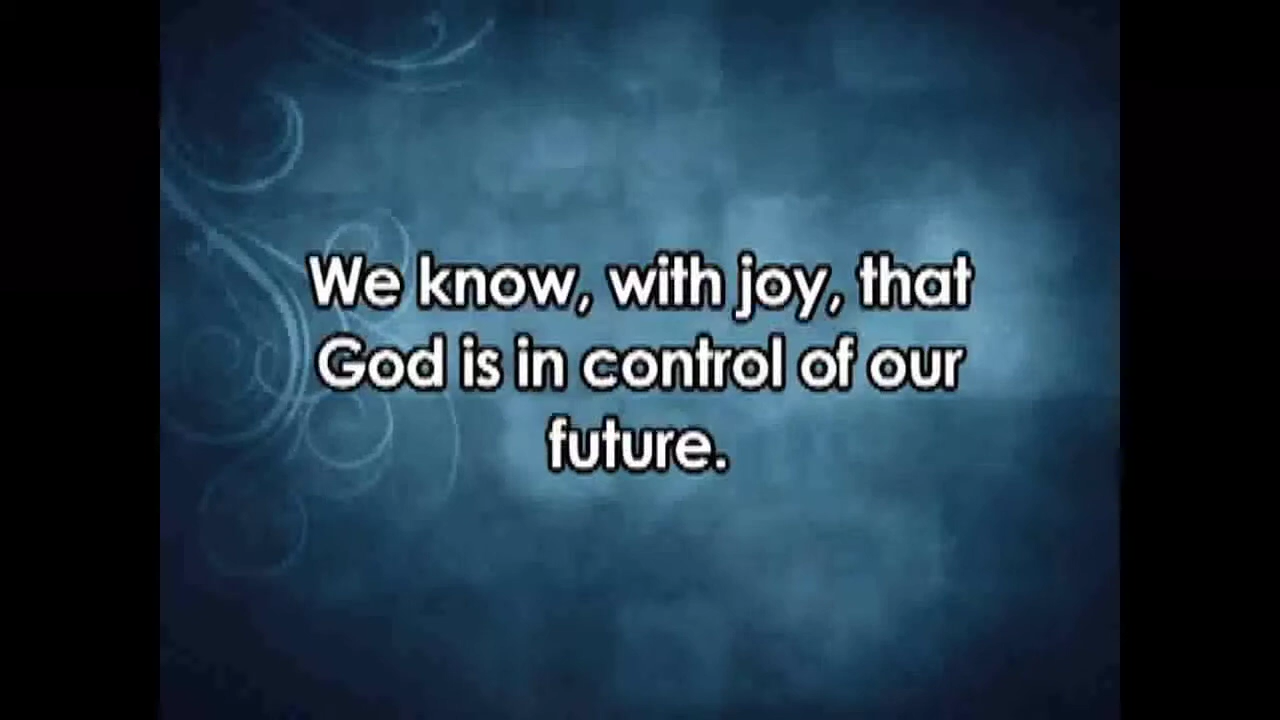 We know, with joy, that
God is in control of our
future.